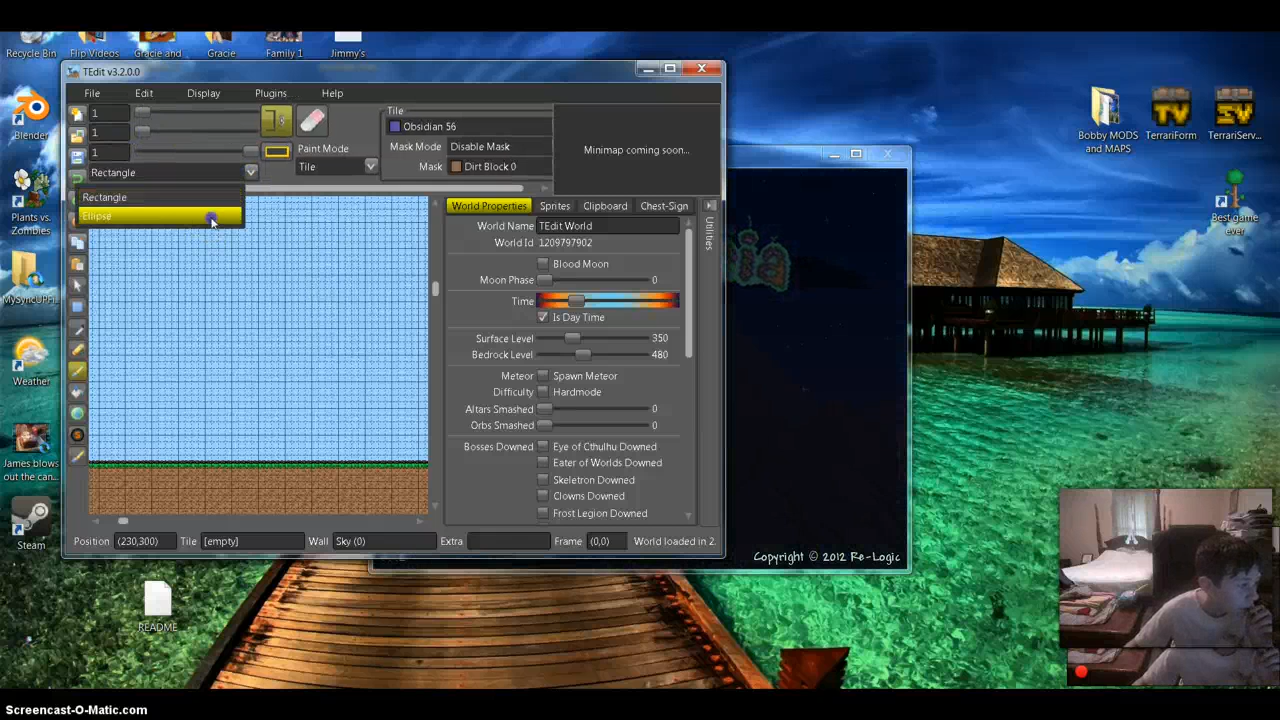 Recycle Bin
Flip Videos
Gracie and
Gracie
Family 1
Jimmy's
TEdit v3.2.0.0
File
Edit
Display
Plugins
Help
1
1
1
Rectangle
Paint Mode
Tile
Tile
Obsidian 56
Mask Mode
Disable Mask
Mask
Dirt Block 0
Minimap coming soon...
Rectangle
Ellipse
World Properties
Sprites
Clipboard
Chest-Sign
Utilities
World Name
TEdit World
World Id
1209797902
Blood Moon
Moon Phase
0
Time
Is Day Time
Surface Level
350
Bedrock Level
480
Meteor
Spawn Meteor
Difficulty
Hardmode
Altars Smashed
0
Orbs Smashed
0
Bosses Downed
Eye of Cthulhu Downed
Eater of Worlds Downed
Skeletron Downed
Clowns Downed
Frost Legion Downed
Position
(230,300)
Tile
[empty]
Wall
Sky (0)
Extra
Frame
(0,0)
World loaded in 2.
Copyright © 2012 Re-Logic
Blender
Plants vs.
Zombies
MySyncUPFi
Weather
James blows
out the can...
Steam
README
Bobby MODS
and MAPS
TV
TerrariForm
SV
TerrariServ...
Best game
ever
Screencast-O-Matic.com